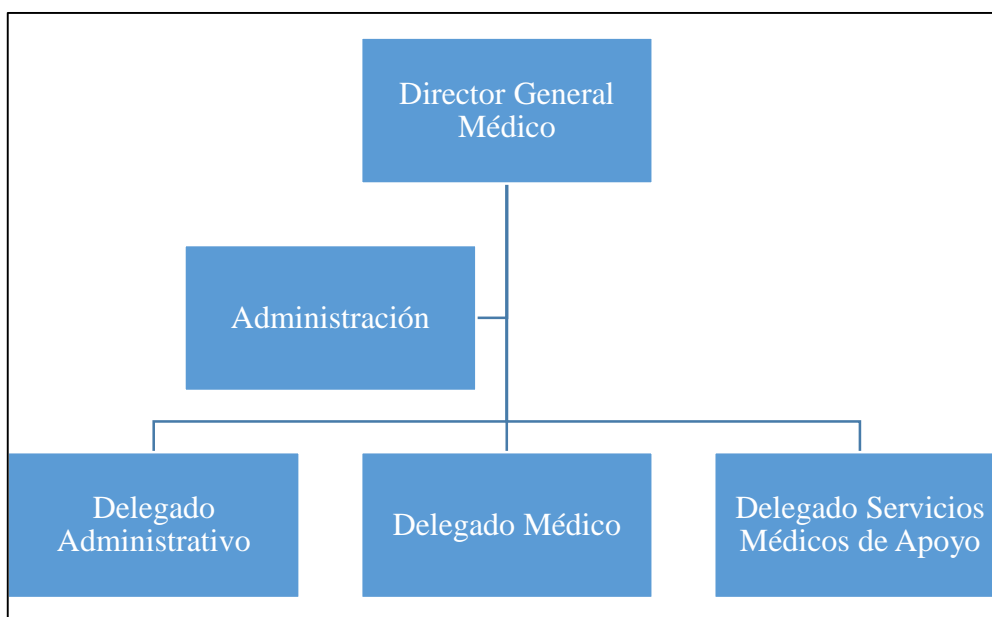 Director General
Médico
Administración
Delegado
Administrativo
Delegado Médico
Delegado Servicios
Médicos de Apoyo